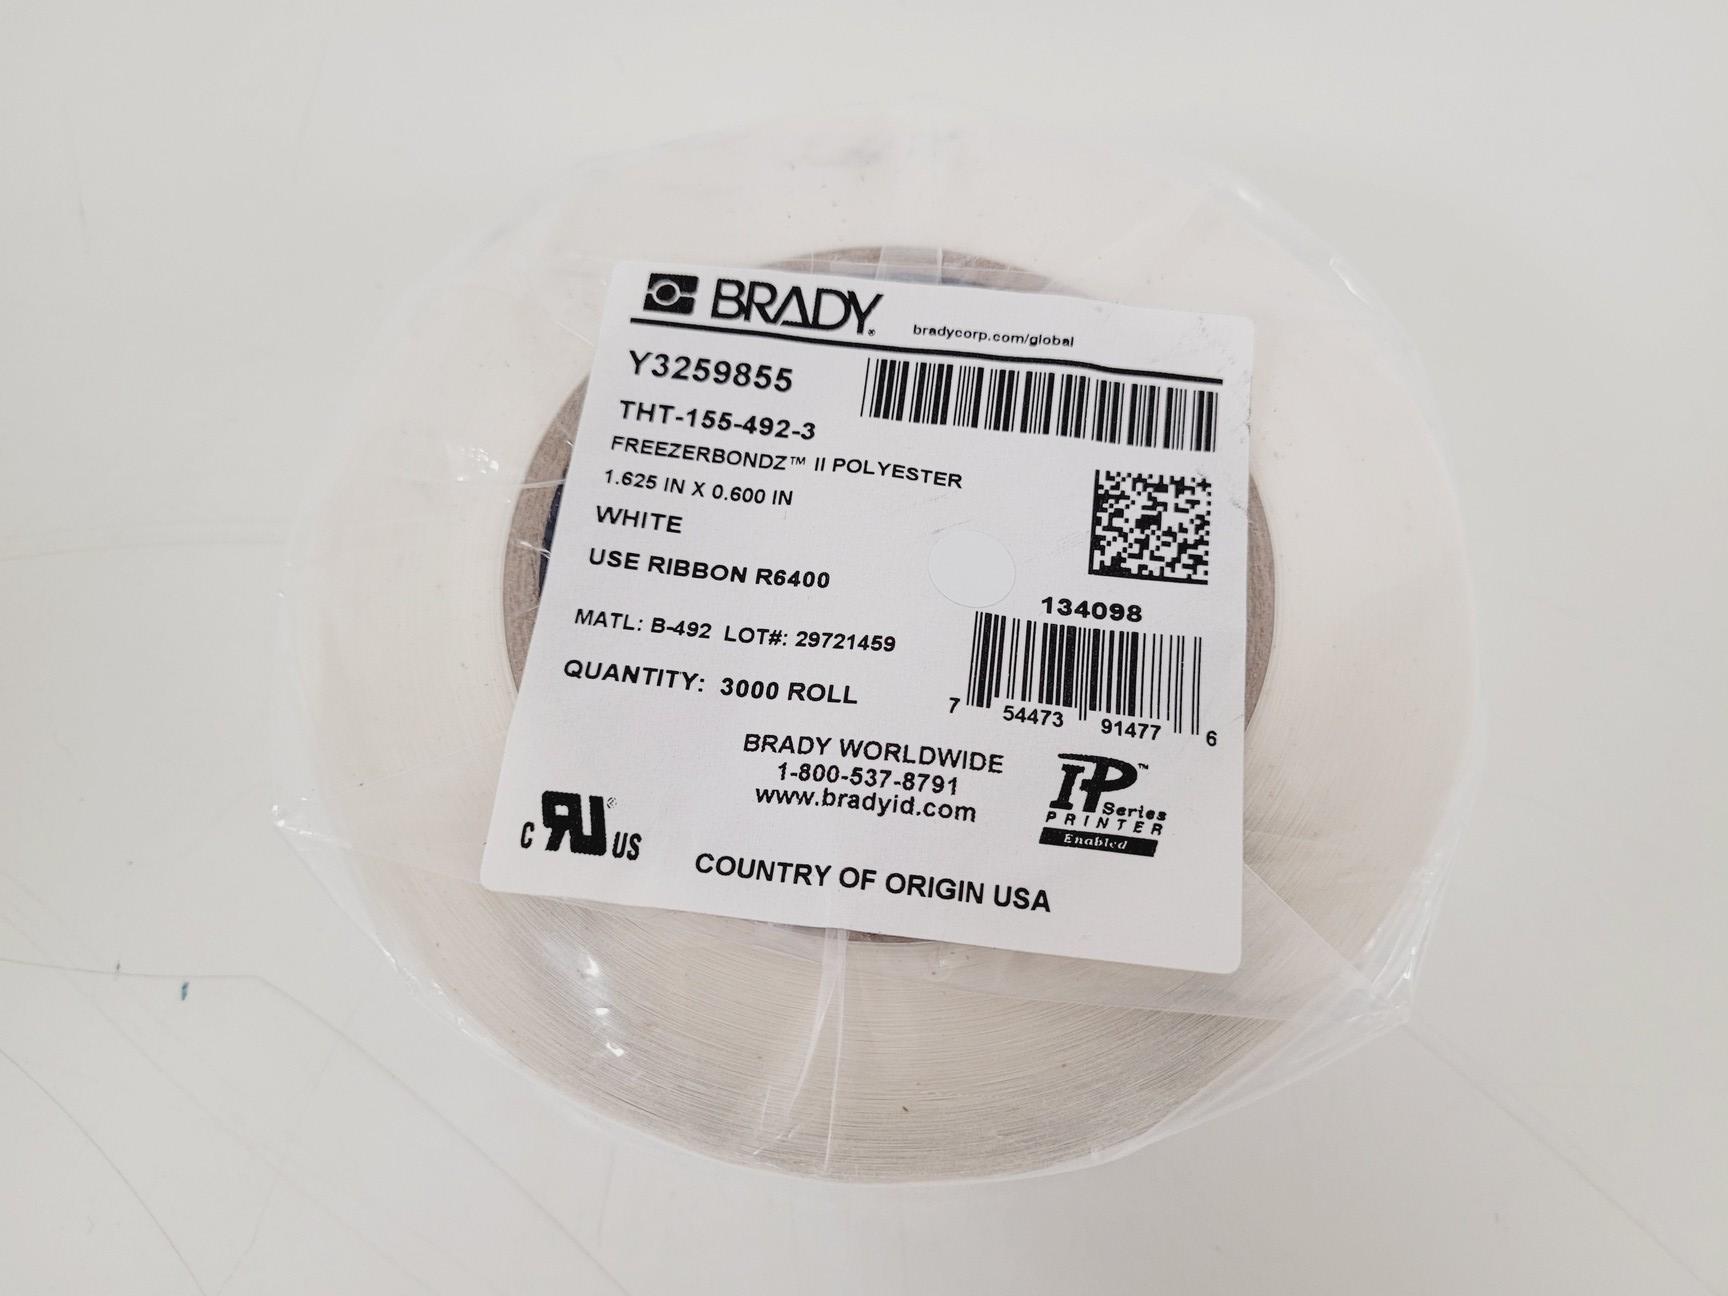 BRADY®
bradycorp.com/global
Y3259855
THT-155-492-3
FREEZERBONDZ™ II POLYESTER
1.625 IN X 0.600 IN
WHITE
USE RIBBON R6400
134098
MATL: B-492 LOT#: 29721459
QUANTITY: 3000 ROLL
7 54473 91477 6
BRADY WORLDWIDE
1-800-537-8791
www.bradyid.com
IP™
Series
PRINTER
Enabled
C RU® US
COUNTRY OF ORIGIN USA